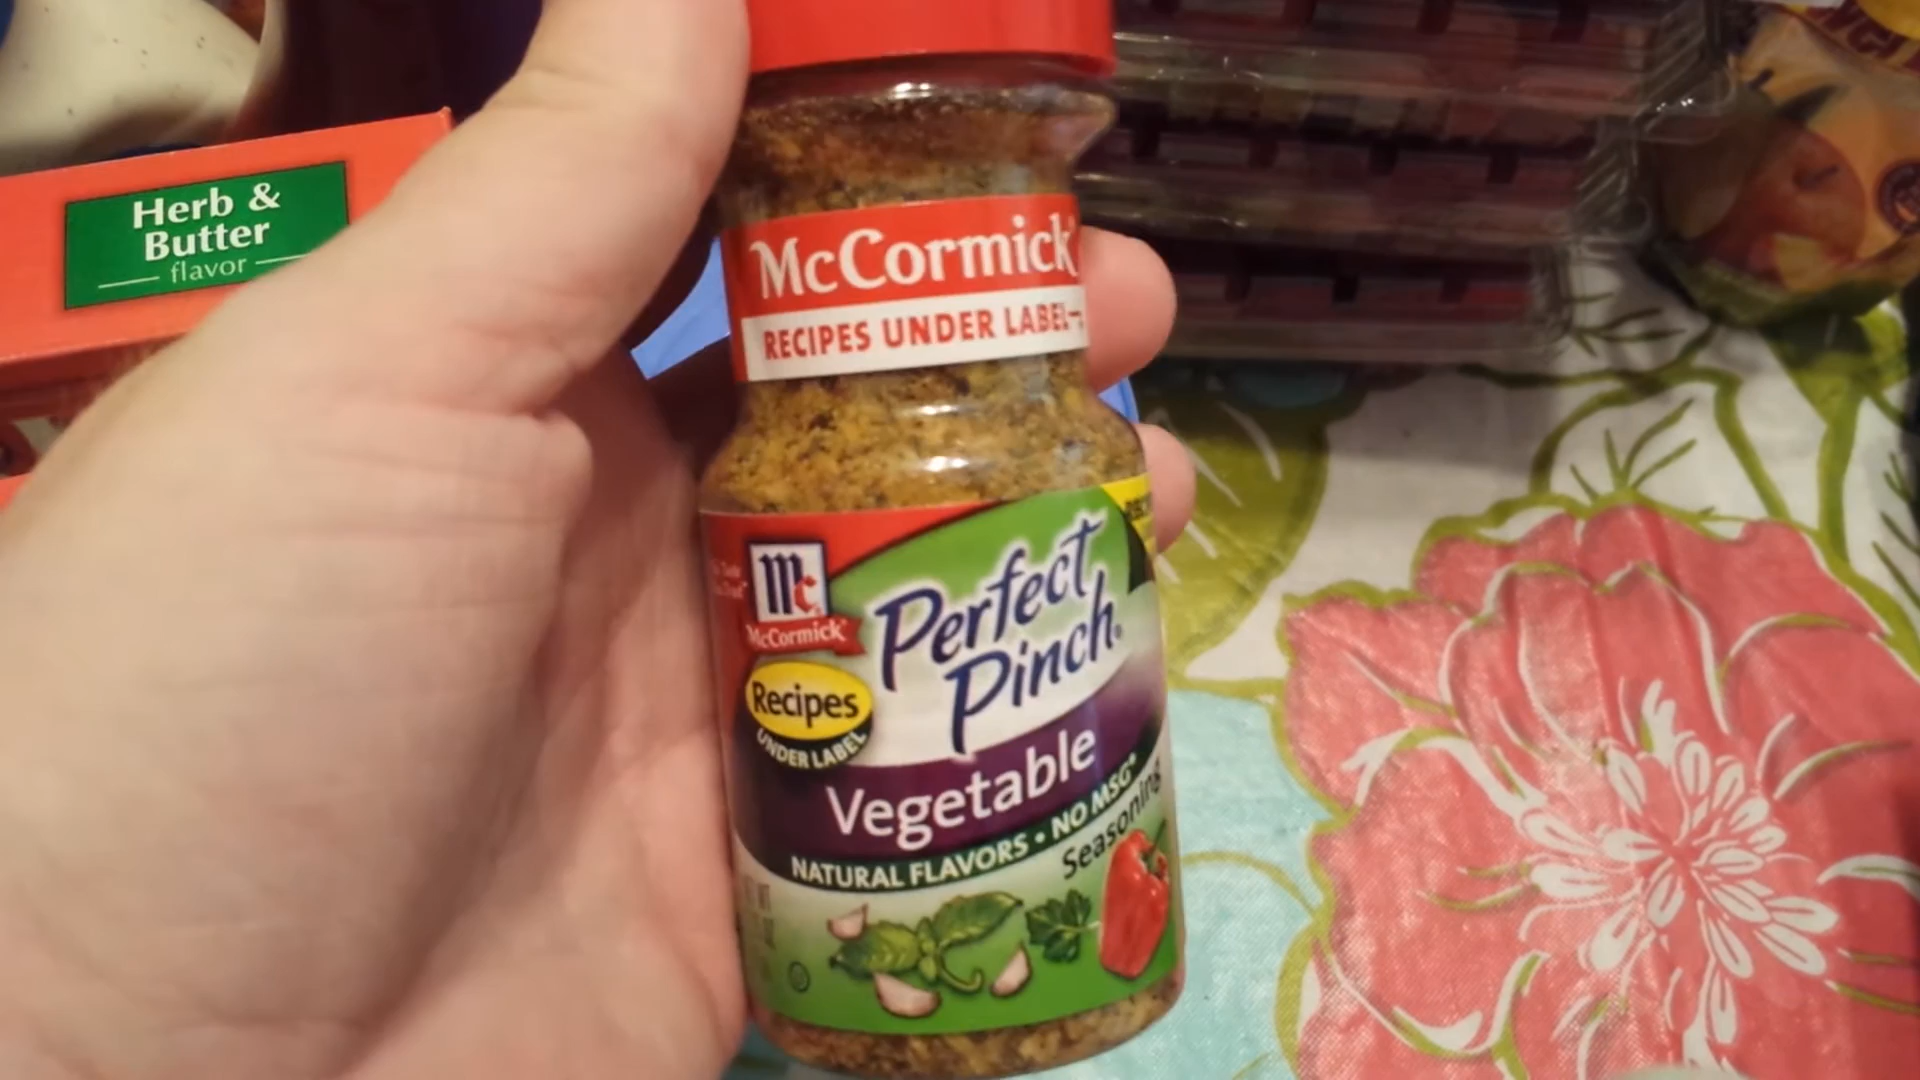 Herb &
Butter
flavor
McCormick
RECIPES UNDER LABEL
Mc
McCormick
Perfect
Pinch
Recipes
UNDER LABEL
Vegetable
NATURAL FLAVORS • NO MSG*
Seasoning